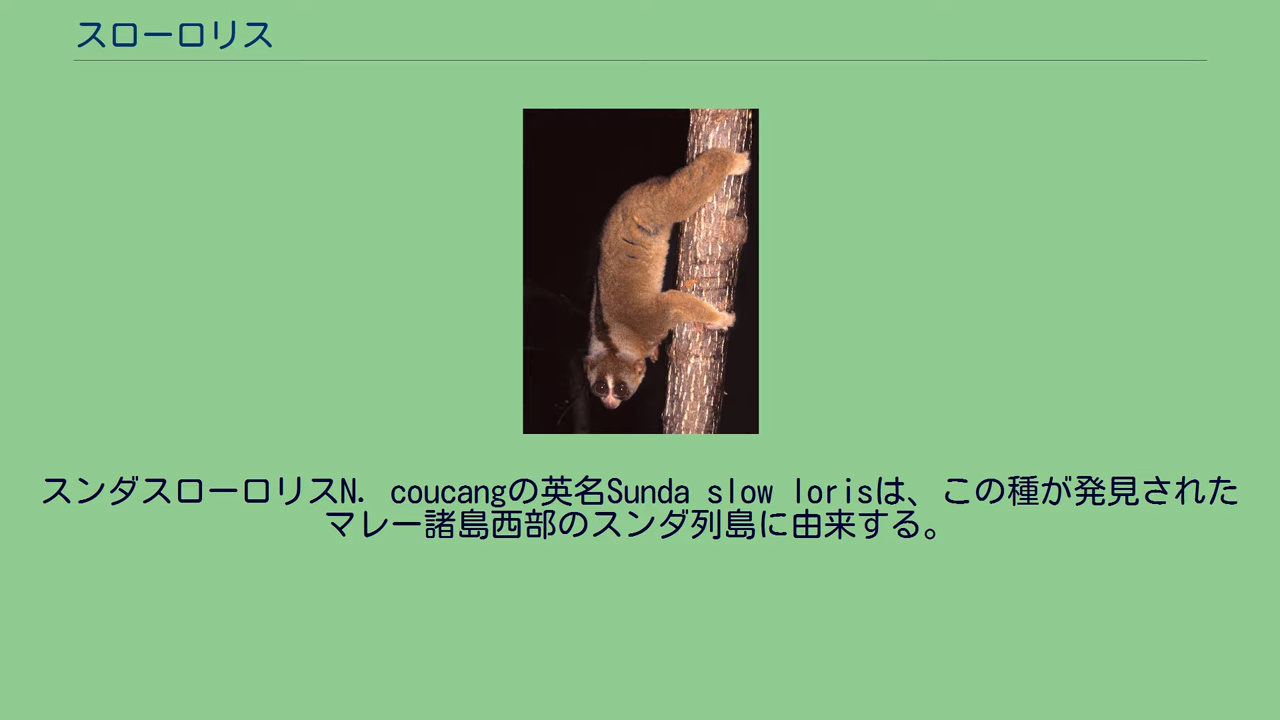 スローロリス
スンダスローロリスN. coucangの英名Sunda slow lorisは、この種が発見された
マレー諸島西部のスンダ列島に由来する。